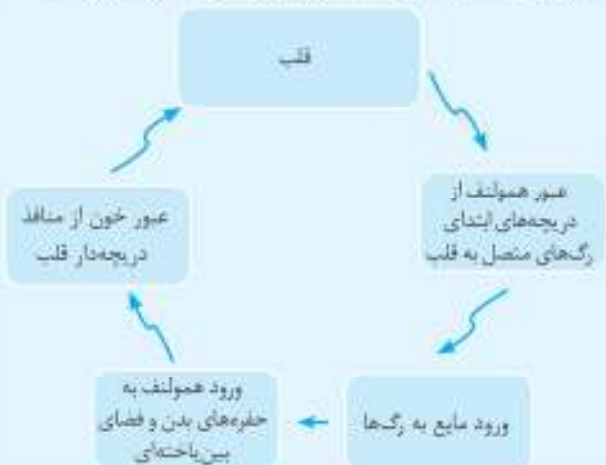 قلب
عبور همولنف از
دریچه‌های ابتدای
رگ‌های متصل به قلب
ورود مایع به رگ‌ها
ورود همولنف به
حفره‌های بدن و فضای
بین‌یاخته‌ای
عبور خون از منافذ
دریچه‌دار قلب